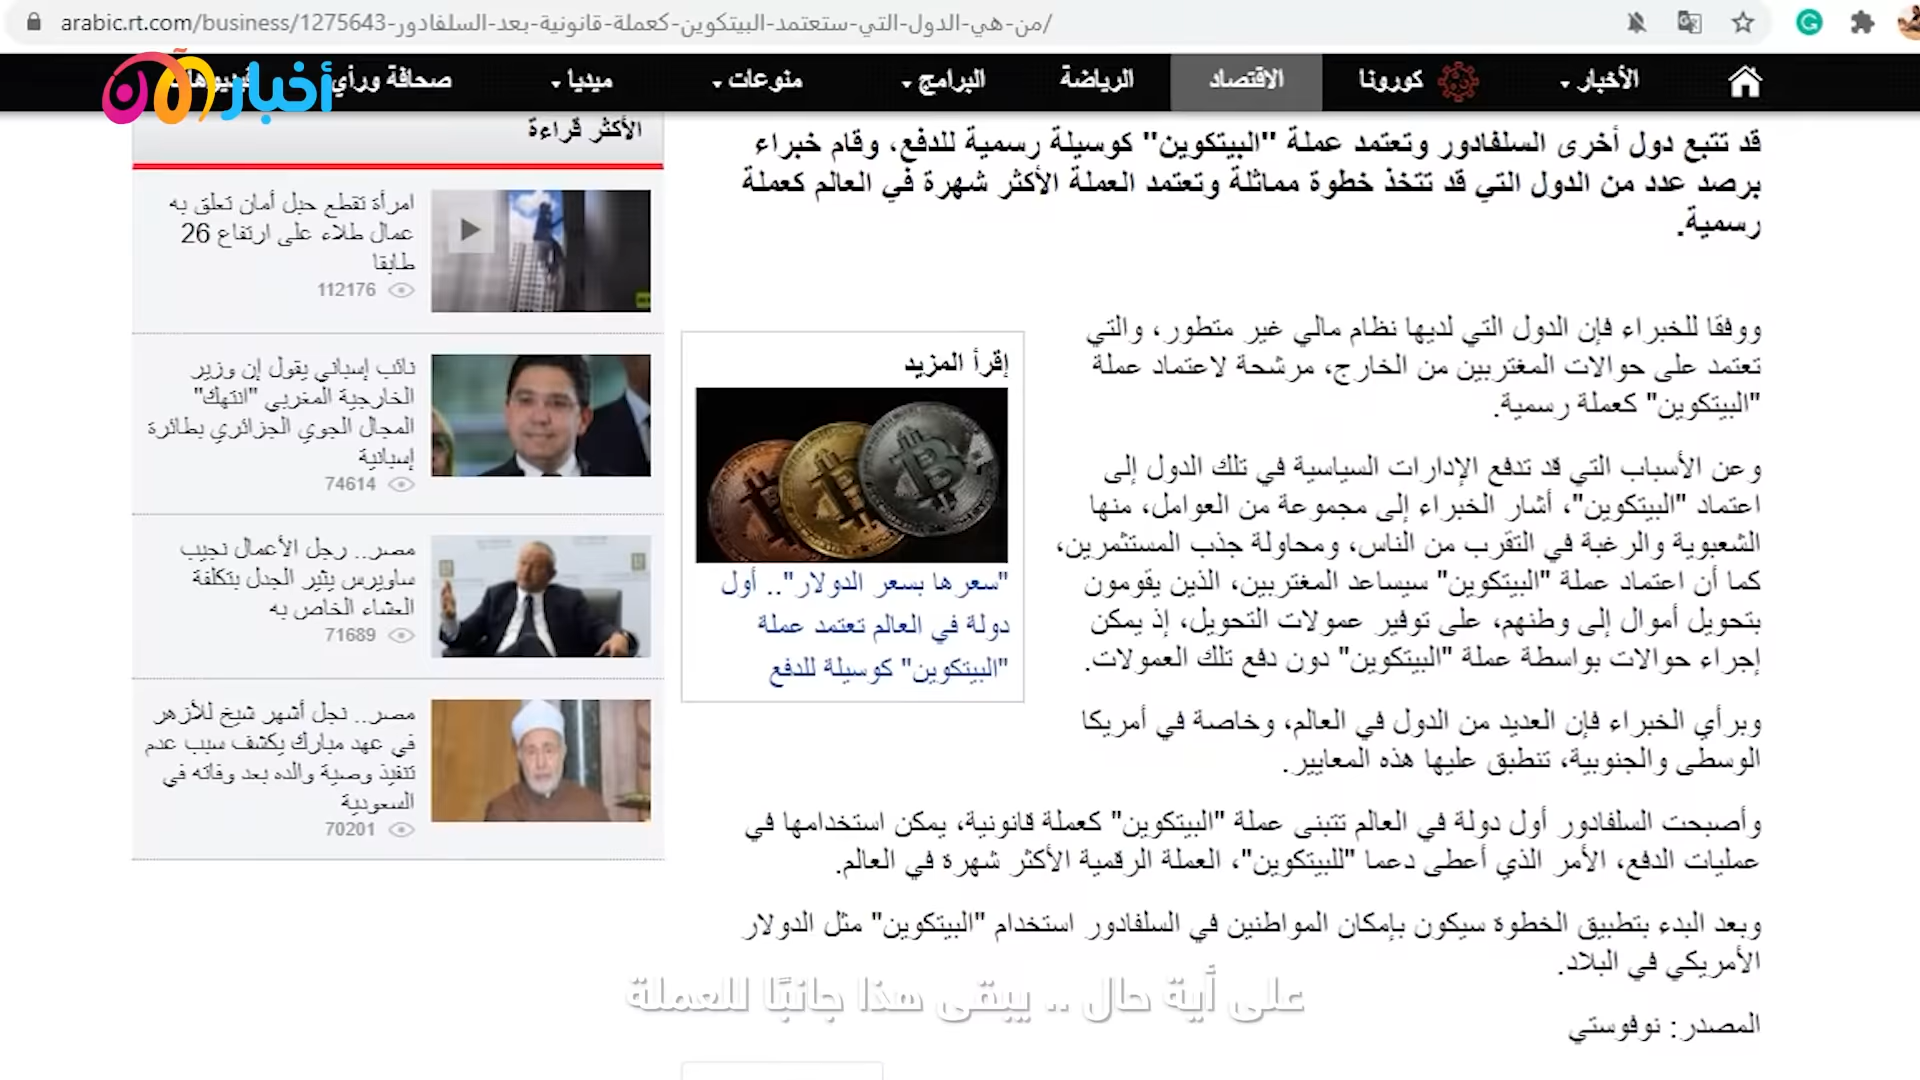 arabic.rt.com/business/1275643-من-هي-الدول-التي-ستعتمد-البيتكوين-كعملة-قانونية-بعد-السلفادور/
الأخبار
كورونا
الاقتصاد
الرياضة
البرامج
منوعات
ميديا
صحافة ورأي
أخبار الآن
قد تتبع دول أخرى السلفادور وتعتمد عملة "البيتكوين" كوسيلة رسمية للدفع، وقام خبراء
برصد عدد من الدول التي قد تتخذ خطوة مماثلة وتعتمد العملة الأكثر شهرة في العالم كعملة
رسمية.
ووفقا للخبراء فإن الدول التي لديها نظام مالي غير متطور، والتي
تعتمد على حوالات المغتربين من الخارج، مرشحة لاعتماد عملة
"البيتكوين" كعملة رسمية.
وعن الأسباب التي قد تدفع الإدارات السياسية في تلك الدول إلى
اعتماد "البيتكوين"، أشار الخبراء إلى مجموعة من العوامل، منها
الشعبوية والرغبة في التقرب من الناس، ومحاولة جذب المستثمرين،
كما أن اعتماد عملة "البيتكوين" سيساعد المغتربين، الذين يقومون
بتحويل أموال إلى وطنهم، على توفير عمولات التحويل، إذ يمكن
إجراء حوالات بواسطة عملة "البيتكوين" دون دفع تلك العمولات.
وبرأي الخبراء فإن العديد من الدول في العالم، وخاصة في أمريكا
الوسطى والجنوبية، تنطبق عليها هذه المعايير.
وأصبحت السلفادور أول دولة في العالم تتبنى عملة "البيتكوين" كعملة قانونية، يمكن استخدامها في
عمليات الدفع، الأمر الذي أعطى دعما "للبيتكوين"، العملة الرقمية الأكثر شهرة في العالم.
وبعد البدء بتطبيق الخطوة سيكون بإمكان المواطنين في السلفادور استخدام "البيتكوين" مثل الدولار
الأمريكي في البلاد.
المصدر: نوفوستي
إقرأ المزيد
"سعرها بسعر الدولار".. أول
دولة في العالم تعتمد عملة
"البيتكوين" كوسيلة للدفع
الأكثر قراءة
امرأة تقطع حبل أمان تعلق به
عمال طلاء على ارتفاع 26
طابقا
112176
نائب إسباني يقول إن وزير
الخارجية المغربي "انتهك"
المجال الجوي الجزائري بطائرة
إسبانية
74614
مصر.. رجل الأعمال نجيب
ساويرس يثير الجدل بتكلفة
العشاء الخاص به
71689
مصر.. نجل أشهر شيخ للأزهر
في عهد مبارك يكشف سبب عدم
تنفيذ وصية والده بعد وفاته في
السعودية
70201
على أية حال .. يبقى هذا جانبًا للعملة